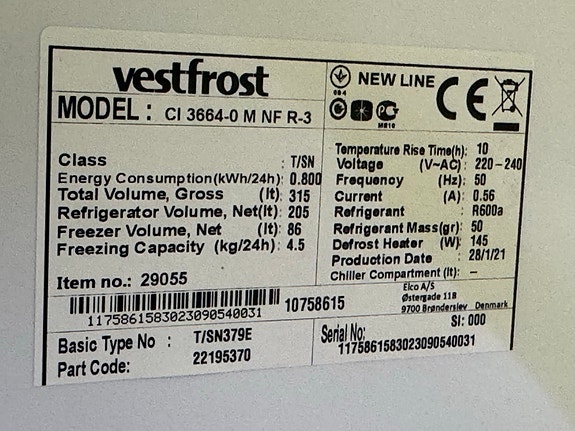 vestfrost
NEW LINE
MODEL : CI 3664-0 M NF R-3
Class : T/SN
Energy Consumption(kWh/24h): 0.800
Total Volume, Gross (lt): 315
Refrigerator Volume, Net(lt): 205
Freezer Volume, Net (lt): 86
Freezing Capacity (kg/24h): 4.5
Temperature Rise Time(h): 10
Voltage (V~AC): 220-240
Frequency (Hz): 50
Current (A): 0.56
Refrigerant : R600a
Refrigerant Mass(gr): 50
Defrost Heater (W): 145
Production Date : 28/1/21
Chiller Compartment (lt): –
Item no.: 29055
1175861583023090540031
10758615
Elco A/S
Østergade 11B
9700 Brønderslev Denmark
Basic Type No : T/SN379E
Part Code: 22195370
Serial No: SI: 000
1175861583023090540031